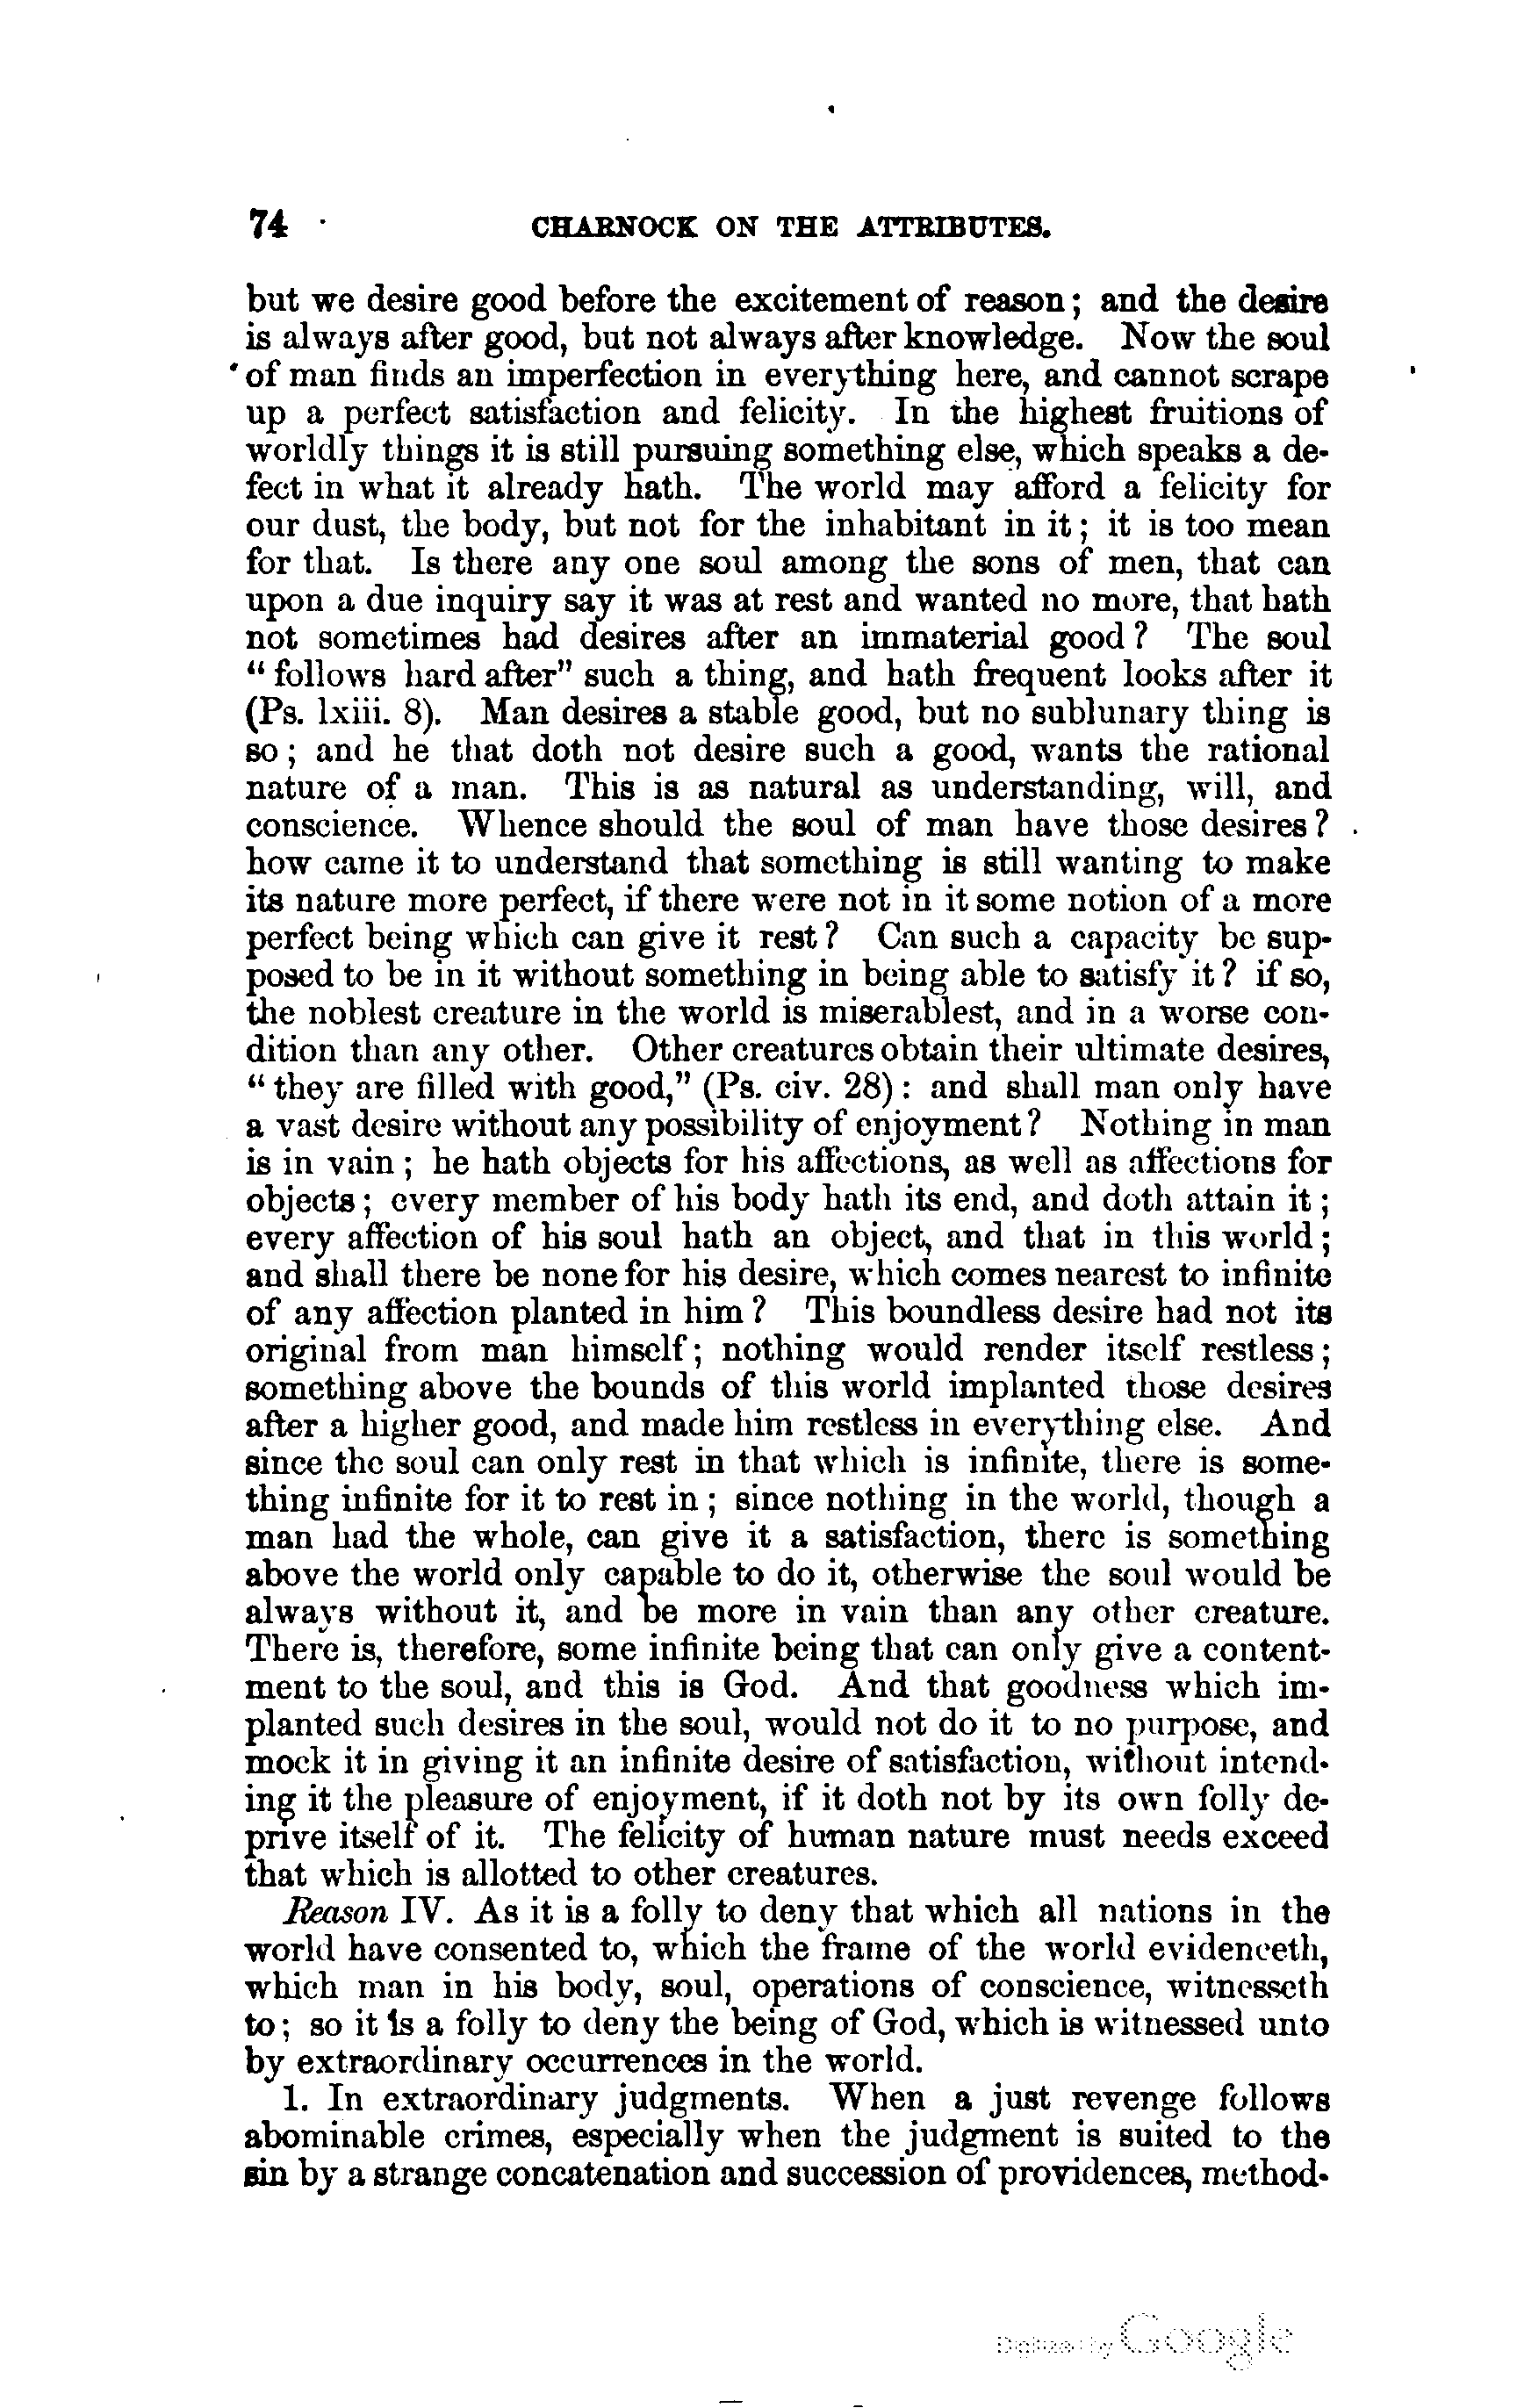 74 CHARNOCK ON THE ATTRIBUTES.
but we desire good before the excitement of reason; and the desire
is always after good, but not always after knowledge. Now the soul
of man finds an imperfection in everything here, and cannot scrape
up a perfect satisfaction and felicity. In the highest fruitions of
worldly things it is still pursuing something else, which speaks a de-
fect in what it already hath. The world may afford a felicity for
our dust, the body, but not for the inhabitant in it; it is too mean
for that. Is there any one soul among the sons of men, that can
upon a due inquiry say it was at rest and wanted no more, that hath
not sometimes had desires after an immaterial good? The soul
"follows hard after" such a thing, and hath frequent looks after it
(Ps. lxiii. 8). Man desires a stable good, but no sublunary thing is
so; and he that doth not desire such a good, wants the rational
nature of a man. This is as natural as understanding, will, and
conscience. Whence should the soul of man have those desires?
how came it to understand that something is still wanting to make
its nature more perfect, if there were not in it some notion of a more
perfect being which can give it rest? Can such a capacity be sup-
posed to be in it without something in being able to satisfy it? if so,
the noblest creature in the world is miserablest, and in a worse con-
dition than any other. Other creatures obtain their ultimate desires,
"they are filled with good," (Ps. civ. 28): and shall man only have
a vast desire without any possibility of enjoyment? Nothing in man
is in vain; he hath objects for his affections, as well as affections for
objects; every member of his body hath its end, and doth attain it;
every affection of his soul hath an object, and that in this world;
and shall there be none for his desire, which comes nearest to infinite
of any affection planted in him? This boundless desire had not its
original from man himself; nothing would render itself restless;
something above the bounds of this world implanted those desires
after a higher good, and made him restless in everything else. And
since the soul can only rest in that which is infinite, there is some-
thing infinite for it to rest in; since nothing in the world, though a
man had the whole, can give it a satisfaction, there is something
above the world only capable to do it, otherwise the soul would be
always without it, and be more in vain than any other creature.
There is, therefore, some infinite being that can only give a content-
ment to the soul, and this is God. And that goodness which im-
planted such desires in the soul, would not do it to no purpose, and
mock it in giving it an infinite desire of satisfaction, without intend-
ing it the pleasure of enjoyment, if it doth not by its own folly de-
prive itself of it. The felicity of human nature must needs exceed
that which is allotted to other creatures.
Reason IV. As it is a folly to deny that which all nations in the
world have consented to, which the frame of the world evidenceth,
which man in his body, soul, operations of conscience, witnesseth
to; so it is a folly to deny the being of God, which is witnessed unto
by extraordinary occurrences in the world.
1. In extraordinary judgments. When a just revenge follows
abominable crimes, especially when the judgment is suited to the
sin by a strange concatenation and succession of providences, method-
Digitized by Google